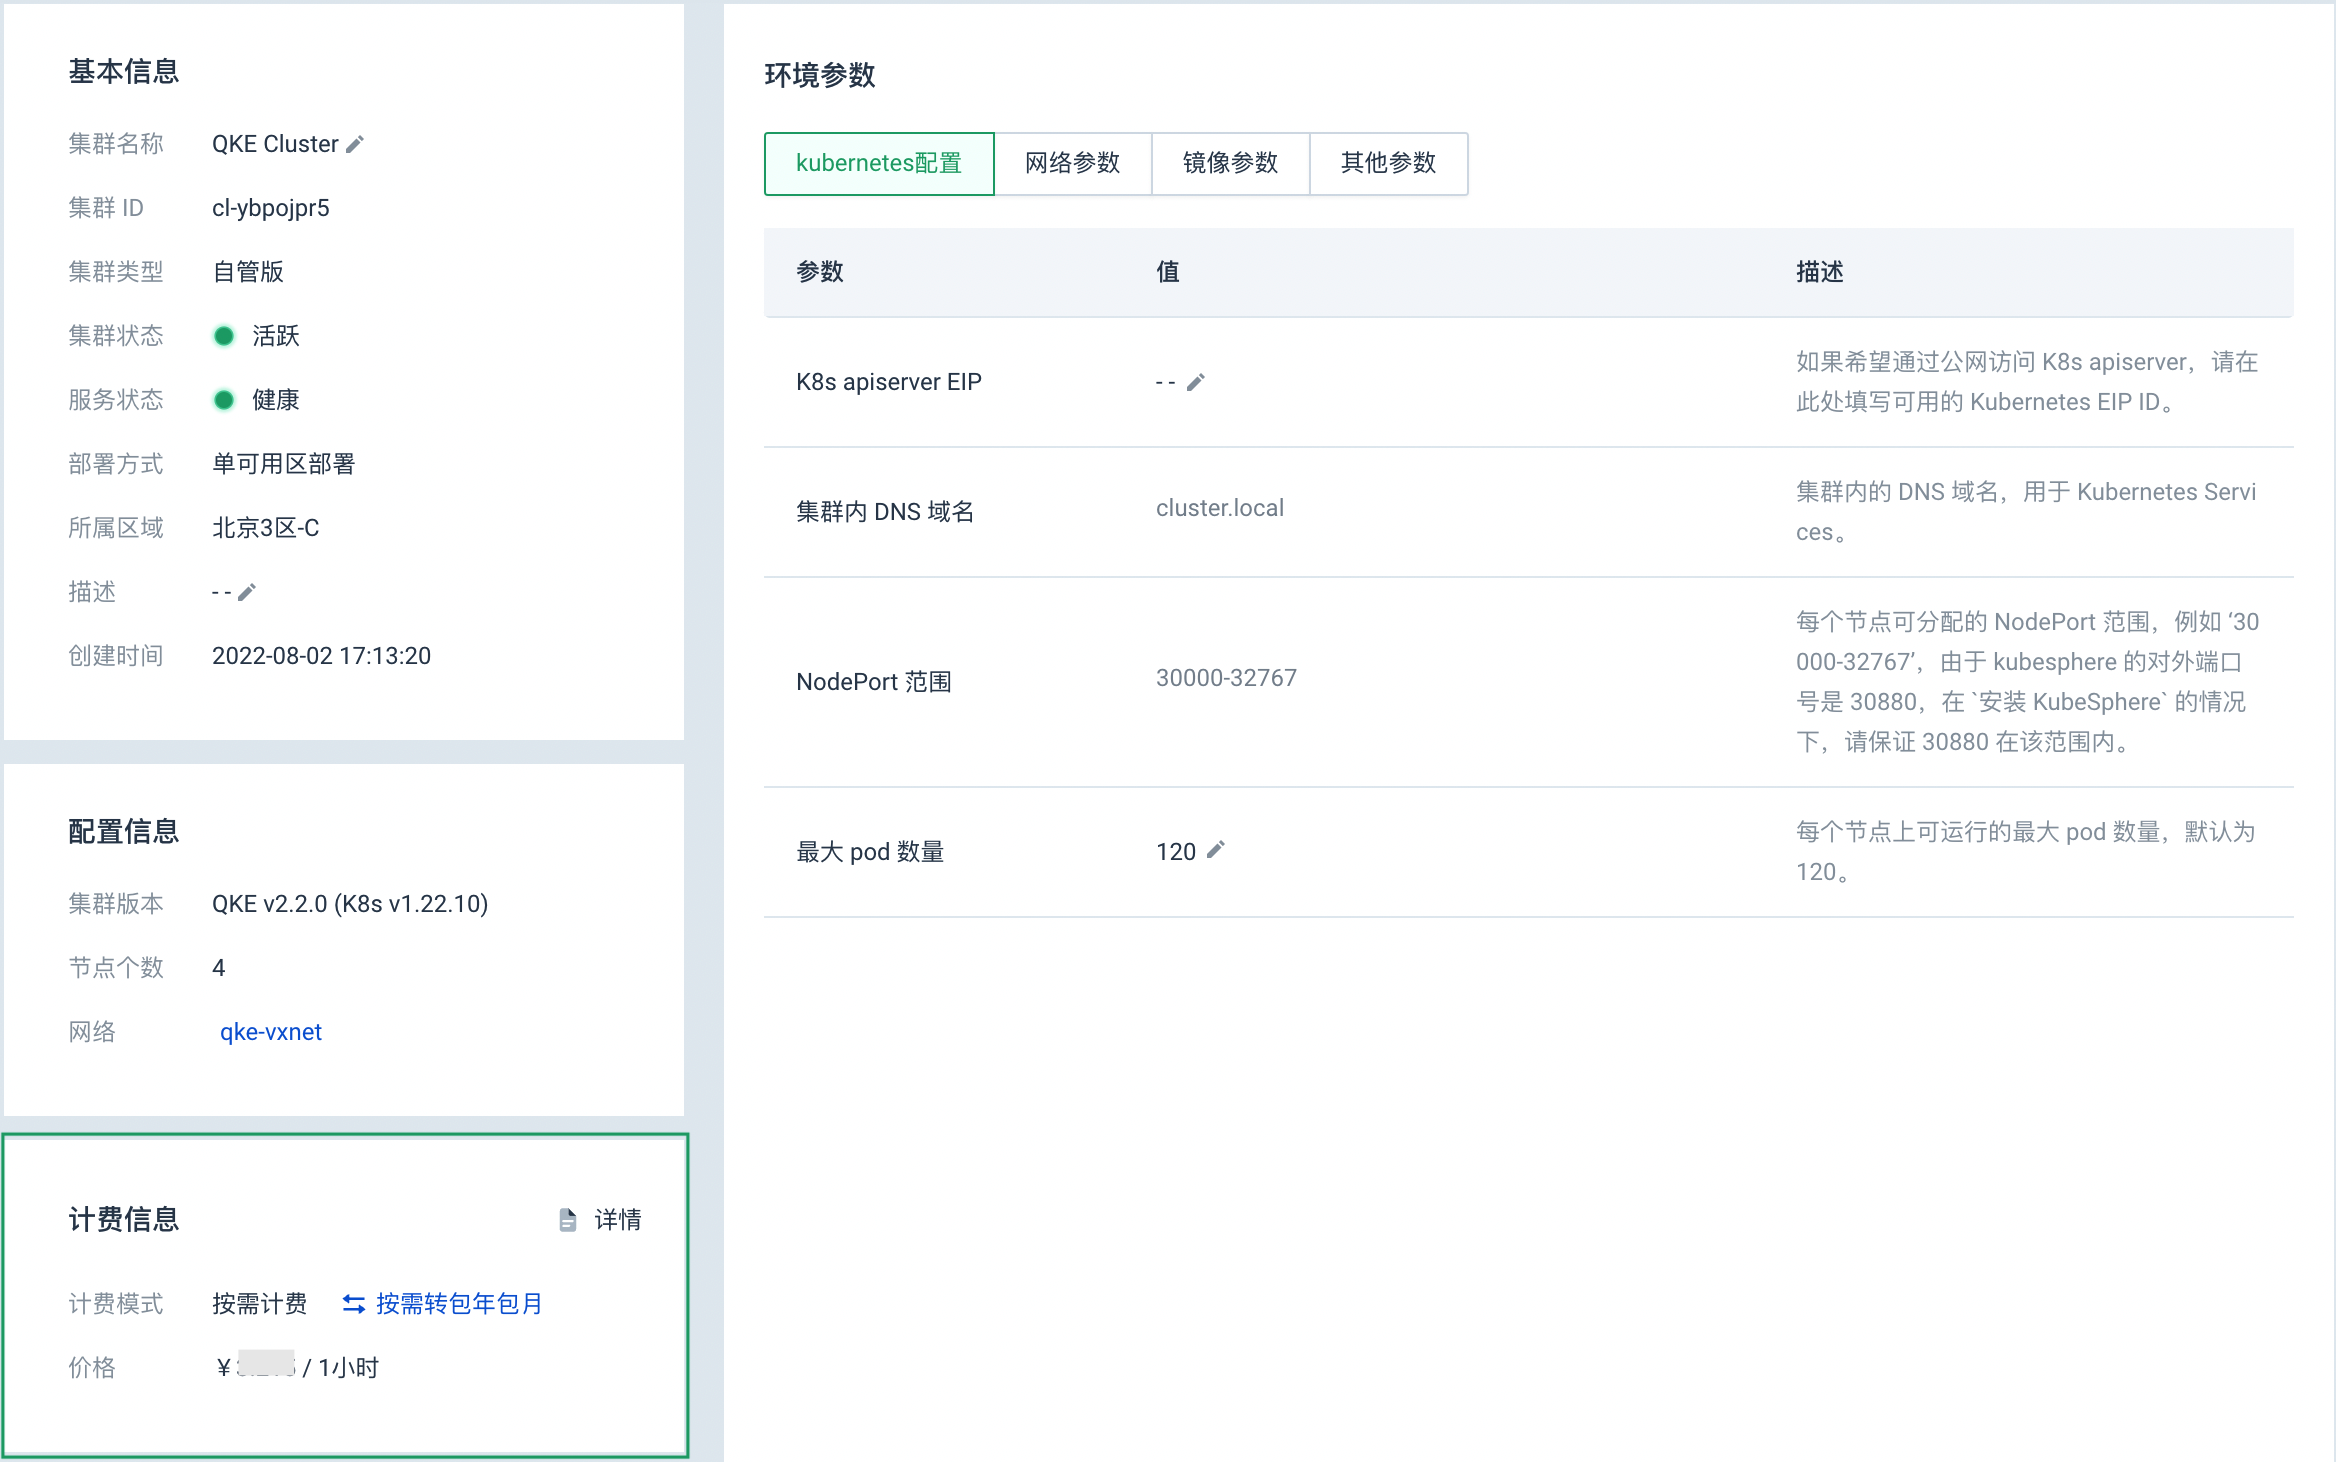 基本信息
集群名称 QKE Cluster
集群 ID cl-ybpojpr5
集群类型 自管版
集群状态 活跃
服务状态 健康
部署方式 单可用区部署
所属区域 北京3区-C
描述 - -
创建时间 2022-08-02 17:13:20
配置信息
集群版本 QKE v2.2.0 (K8s v1.22.10)
节点个数 4
网络 qke-vxnet
计费信息 详情
计费模式 按需计费 按需转包年包月
价格 ¥ / 1小时
环境参数
kubernetes配置 网络参数 镜像参数 其他参数
参数 值 描述
K8s apiserver EIP - - 如果希望通过公网访问 K8s apiserver，请在
此处填写可用的 Kubernetes EIP ID。
集群内 DNS 域名 cluster.local 集群内的 DNS 域名，用于 Kubernetes Servi
ces。
NodePort 范围 30000-32767 每个节点可分配的 NodePort 范围，例如 ‘30
000-32767’，由于 kubesphere 的对外端口
号是 30880，在 `安装 KubeSphere` 的情况
下，请保证 30880 在该范围内。
最大 pod 数量 120 每个节点上可运行的最大 pod 数量，默认为
120。